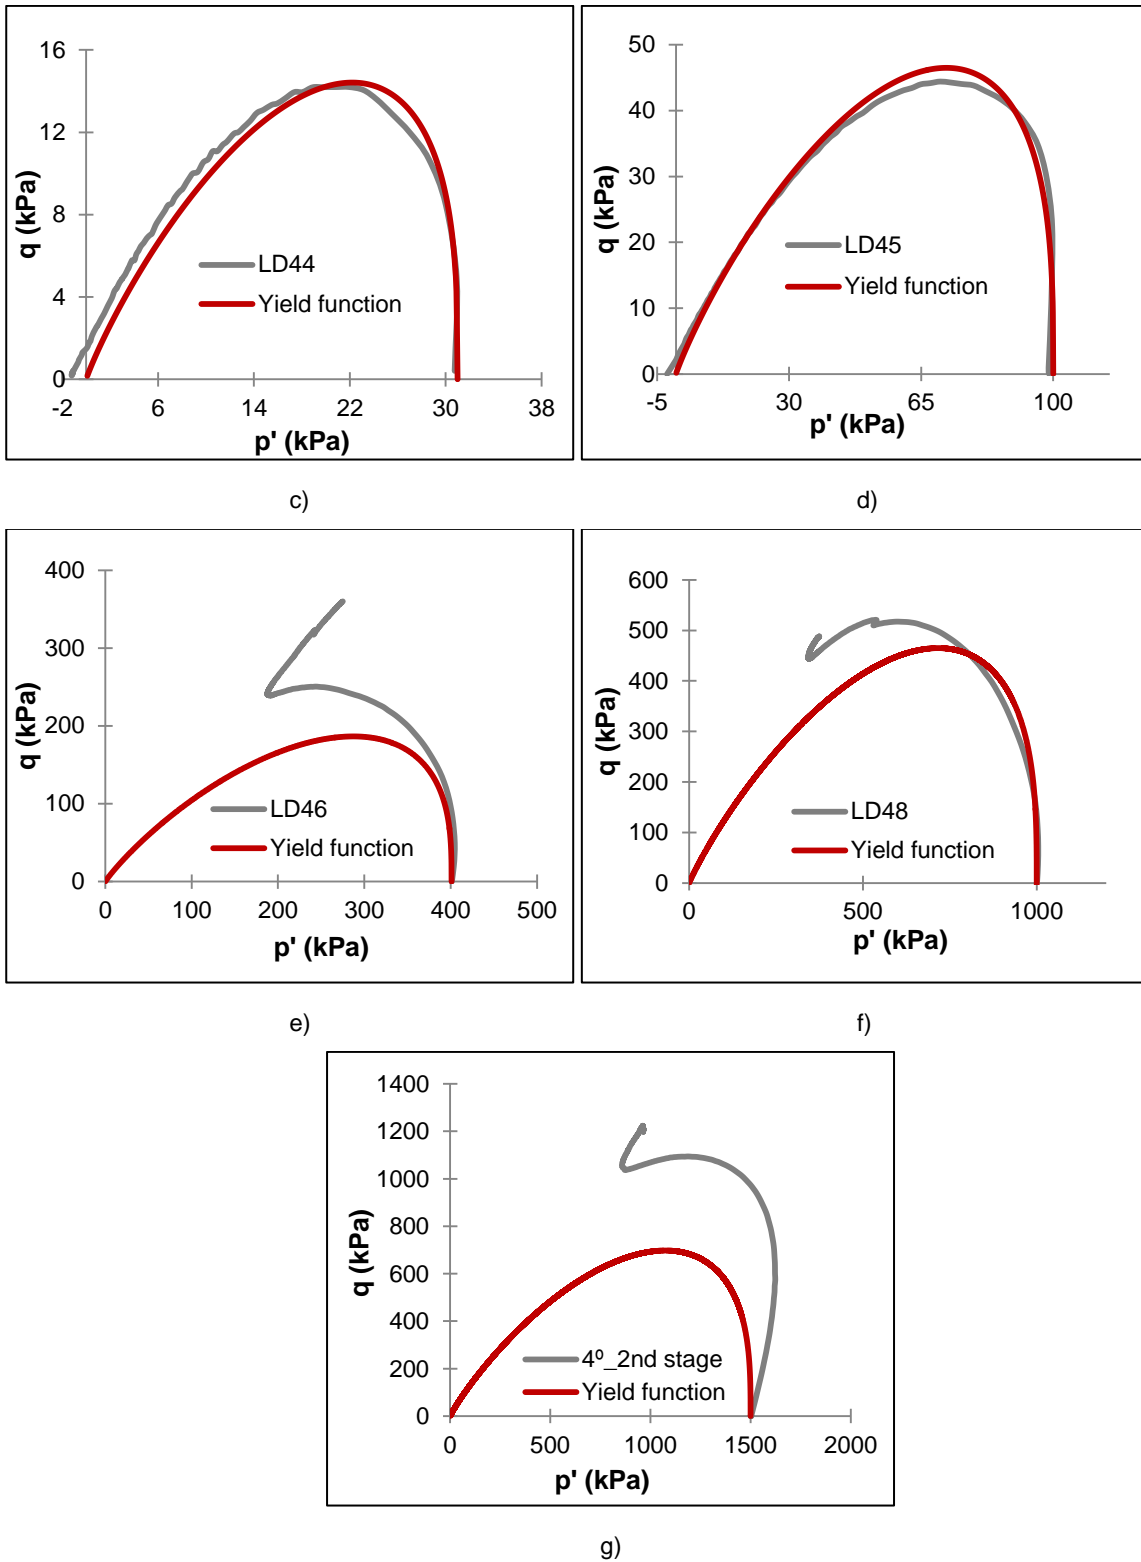 16
12
8
4
0
q (kPa)
LD44
Yield function
-2 6 14 22 30 38
p' (kPa)
c)
50
40
30
20
10
0
q (kPa)
LD45
Yield function
-5 30 65 100
p' (kPa)
d)
400
300
200
100
0
q (kPa)
LD46
Yield function
0 100 200 300 400 500
p' (kPa)
e)
600
500
400
300
200
100
0
q (kPa)
LD48
Yield function
0 500 1000
p' (kPa)
f)
1400
1200
1000
800
600
400
200
0
q (kPa)
4º_2nd stage
Yield function
0 500 1000 1500 2000
p' (kPa)
g)